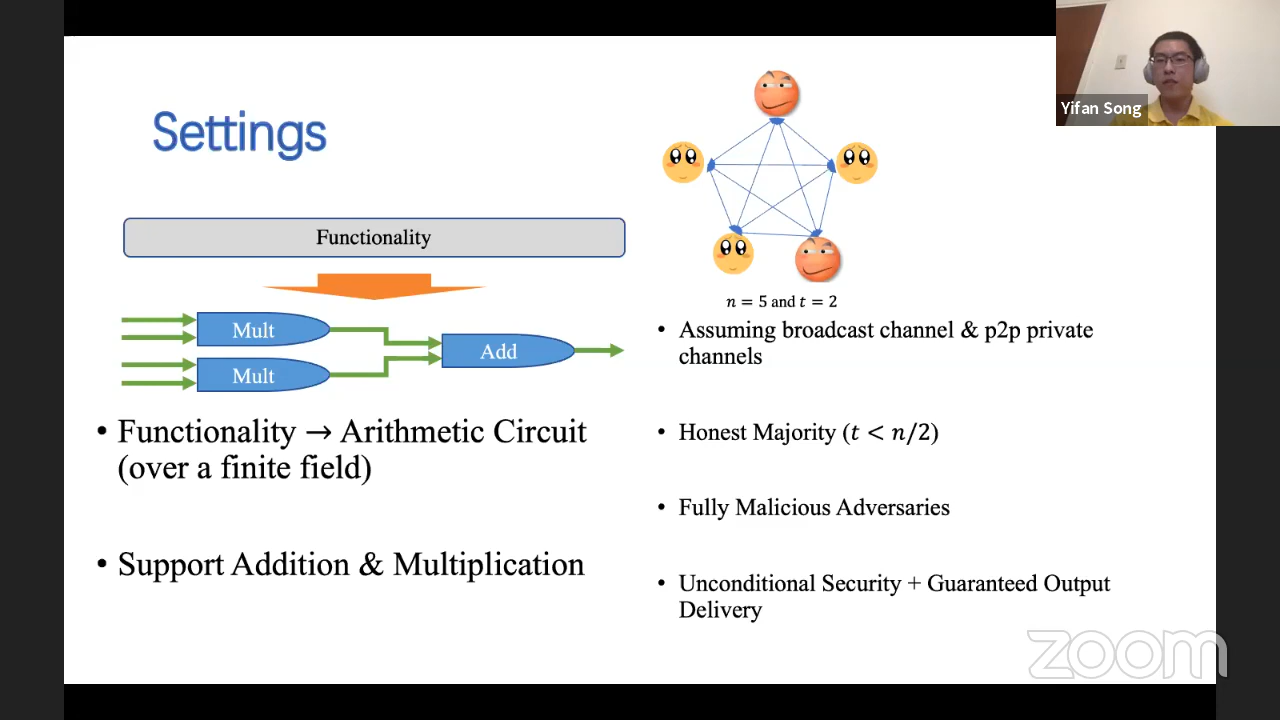 Settings
Functionality
Mult
Mult
Add
• Functionality → Arithmetic Circuit
(over a finite field)
• Support Addition & Multiplication
n = 5 and t = 2
• Assuming broadcast channel & p2p private
channels
• Honest Majority (t < n/2)
• Fully Malicious Adversaries
• Unconditional Security + Guaranteed Output
Delivery
Yifan Song
zoom